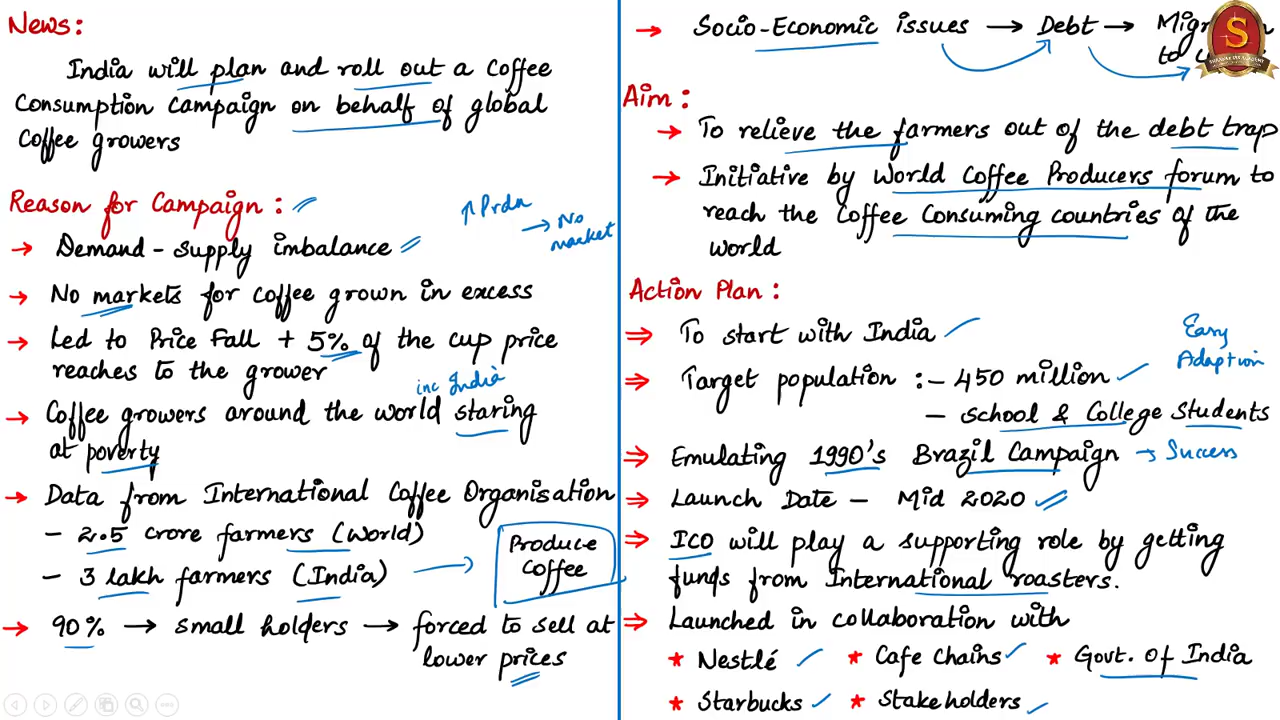 News:
India will plan and roll out a Coffee
Consumption campaign on behalf of global
Coffee growers
Reason for Campaign :
↑ Prdn
→ No
market
→ Demand - supply imbalance
→ No markets for coffee grown in excess
→ Led to Price Fall + 5% of the cup price
reaches to the grower
inc India
→ Coffee growers around the world staring
at poverty
→ Data from International Coffee Organisation
- 2.5 crore farmers (World)
- 3 lakh farmers (India)
Produce
Coffee
→ 90% → small holders → forced to sell at
lower prices
→ Socio-Economic issues → Debt →
to
S
Aim :
→ To relieve the farmers out of the debt trap
→ Initiative by World Coffee Producers forum to
reach the Coffee Consuming countries of the
world
Action Plan :
⇒ To start with India
Easy
Adaption
⇒ Target population :- 450 million
- School & College Students
⇒ Emulating 1990's Brazil Campaign → Success
⇒ Launch Date - Mid 2020
⇒ ICO will play a supporting role by getting
funds from International roasters.
⇒ Launched in collaboration with
* Nestlé * Cafe chains * Govt. Of India
* Starbucks * Stakeholders